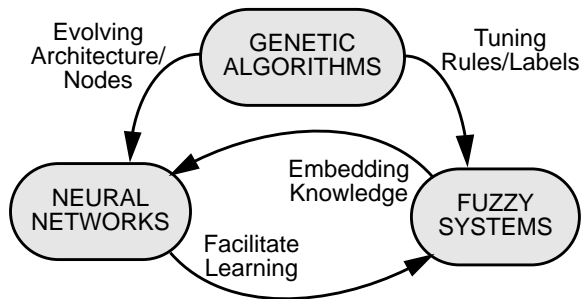 Evolving
Architecture/
Nodes
GENETIC
ALGORITHMS
Tuning
Rules/Labels
Embedding
Knowledge
NEURAL
NETWORKS
FUZZY
SYSTEMS
Facilitate
Learning